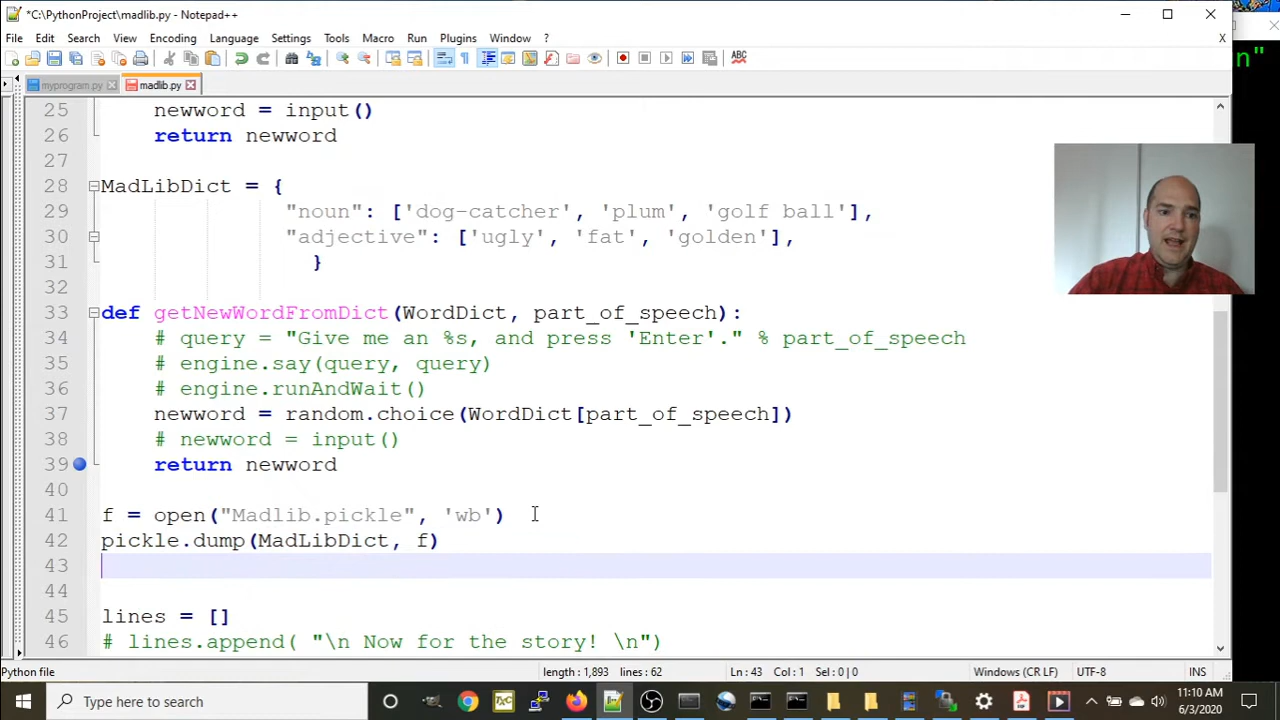 *C:\PythonProject\madlib.py - Notepad++
File Edit Search View Encoding Language Settings Tools Macro Run Plugins Window ? X
n"
myprogram.py madlib.py
25 newword = input()
26 return newword
27
28 MadLibDict = {
29 "noun": ['dog-catcher', 'plum', 'golf ball'],
30 "adjective": ['ugly', 'fat', 'golden'],
31 }
32
33 def getNewWordFromDict(WordDict, part_of_speech):
34 # query = "Give me an %s, and press 'Enter'." % part_of_speech
35 # engine.say(query, query)
36 # engine.runAndWait()
37 newword = random.choice(WordDict[part_of_speech])
38 # newword = input()
39 return newword
40
41 f = open("Madlib.pickle", 'wb')
42 pickle.dump(MadLibDict, f)
43
44
45 lines = []
46 # lines.append( "\n Now for the story! \n")
Python file length : 1,893 lines : 62 Ln : 43 Col : 1 Sel : 0 | 0 Windows (CR LF) UTF-8 INS
Type here to search
11:10 AM
6/3/2020